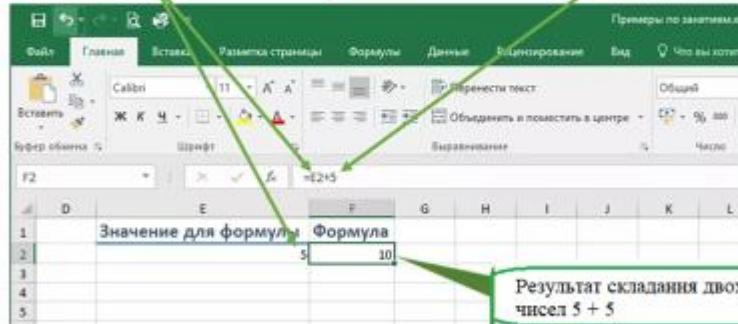 Примеры по занятиям.x
Файл Главная Вставка Разметка страницы Формулы Данные Рецензирование Вид Что вы хотит
Calibri 11 Перенести текст Общий
Вставить Ж К Ч Объединить и поместить в центре % 000
Буфер обмена Шрифт Выравнивание Число
F2 fx =E2+5
D E F G H I J K L
1 Значение для формулы Формула
2 5 10
3
4 Результат складання двох
5 чисел 5 + 5